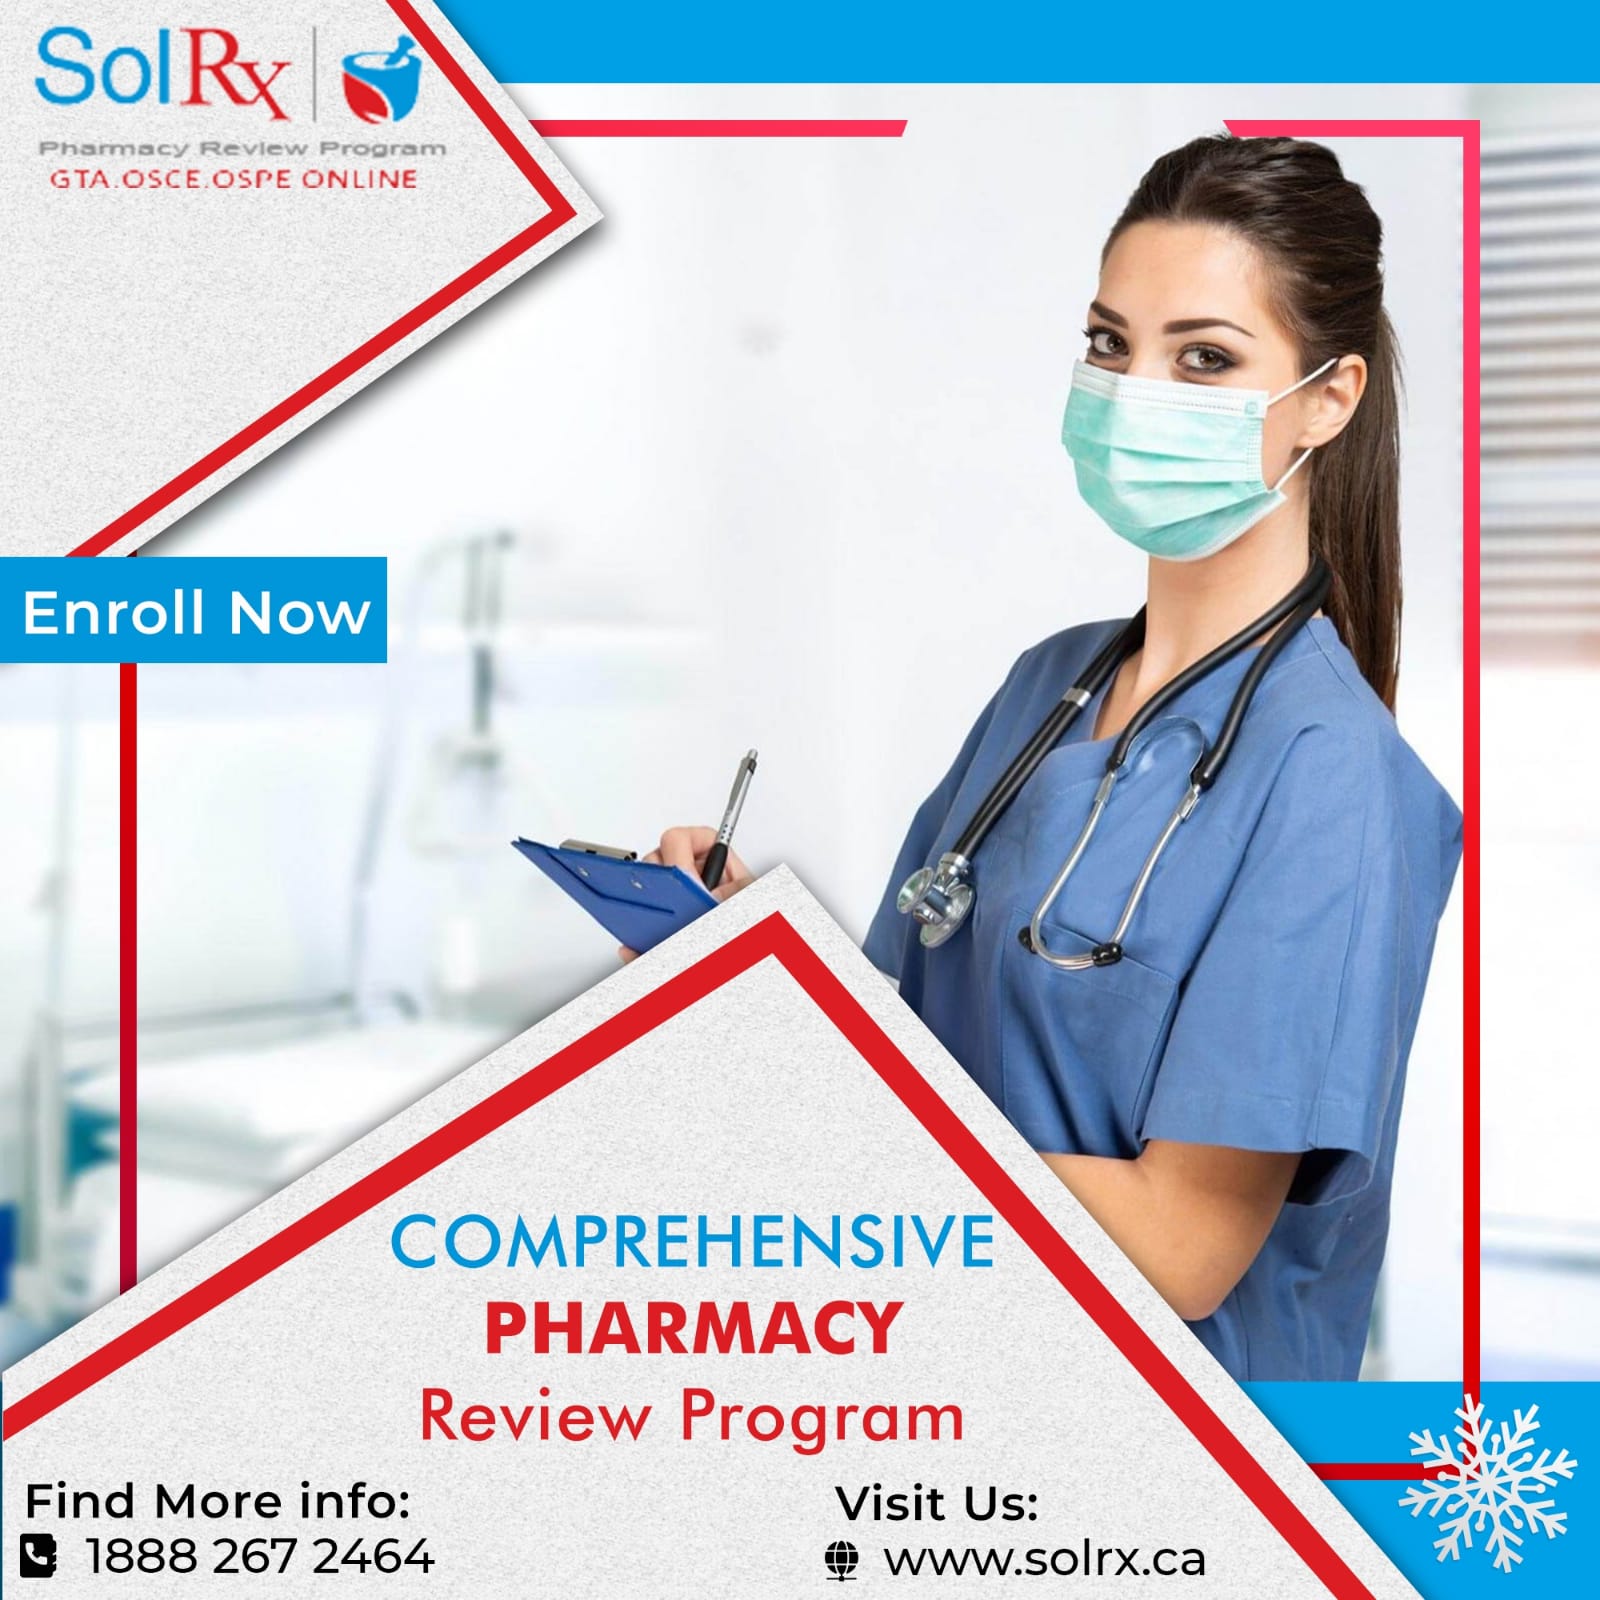 SolRx
Pharmacy Review Program
GTA.OSCE.OSPE ONLINE
Enroll Now
COMPREHENSIVE
PHARMACY
Review Program
Find More info:
1888 267 2464
Visit Us:
www.solrx.ca